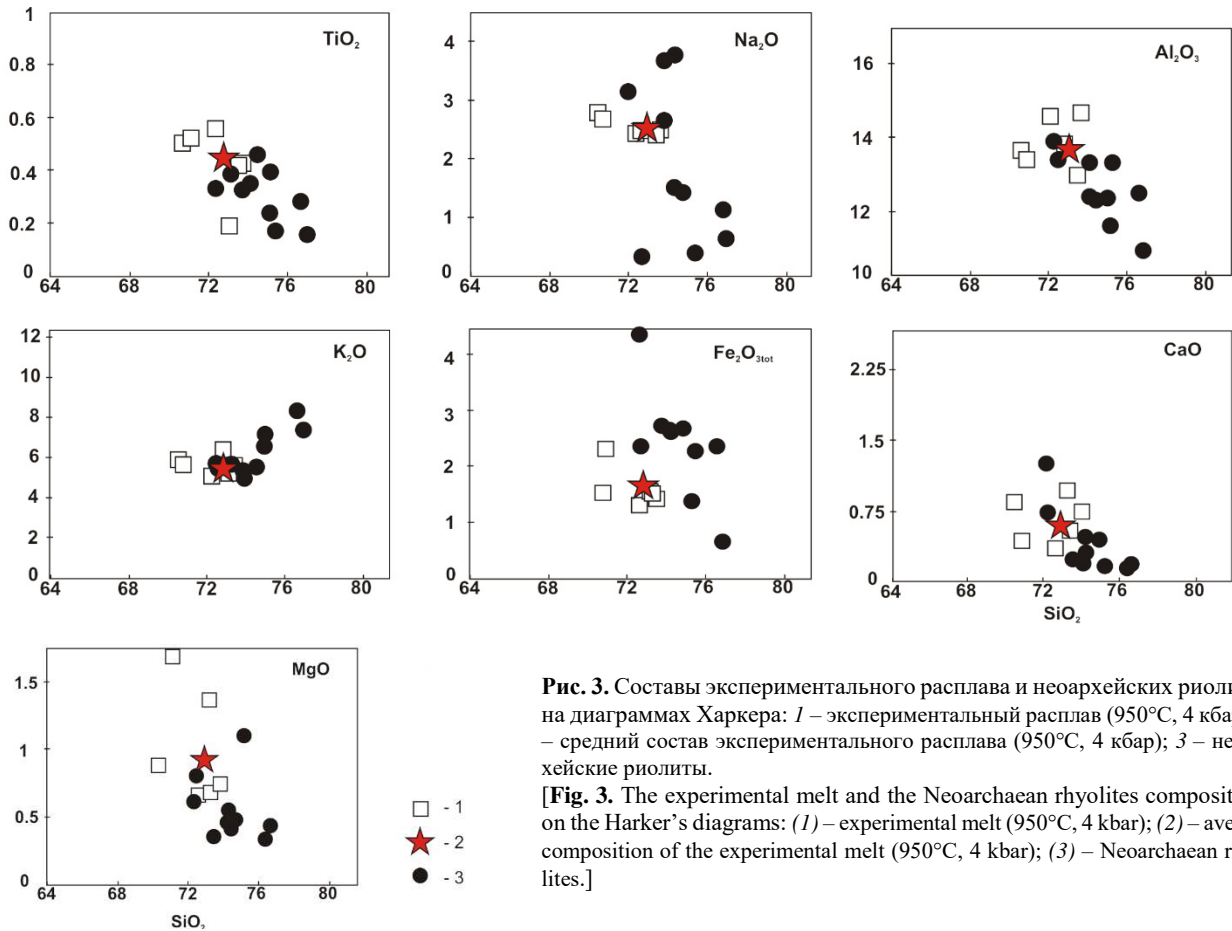 1
0.8
0.6
0.4
0.2
0
TiO₂
64 68 72 76 80
4
3
2
1
0
Na₂O
64 68 72 76 80
16
14
12
10
Al₂O₃
64 68 72 76 80
12
10
8
6
4
2
0
K₂O
64 68 72 76 80
4
3
2
1
0
Fe₂O₃tot
64 68 72 76 80
2.25
1.5
0.75
0
CaO
64 68 72 76 80
SiO₂
1.5
1
0.5
0
MgO
64 68 72 76 80
SiO₂
- 1
- 2
- 3
Рис. 3. Составы экспериментального расплава и неоархейских риоли
на диаграммах Харкера: 1 – экспериментальный расплав (950°C, 4 кба
– средний состав экспериментального расплава (950°C, 4 кбар); 3 – не
хейские риолиты.
[Fig. 3. The experimental melt and the Neoarchaean rhyolites composit
on the Harker’s diagrams: (1) – experimental melt (950°C, 4 kbar); (2) – ave
composition of the experimental melt (950°C, 4 kbar); (3) – Neoarchaean r
lites.]